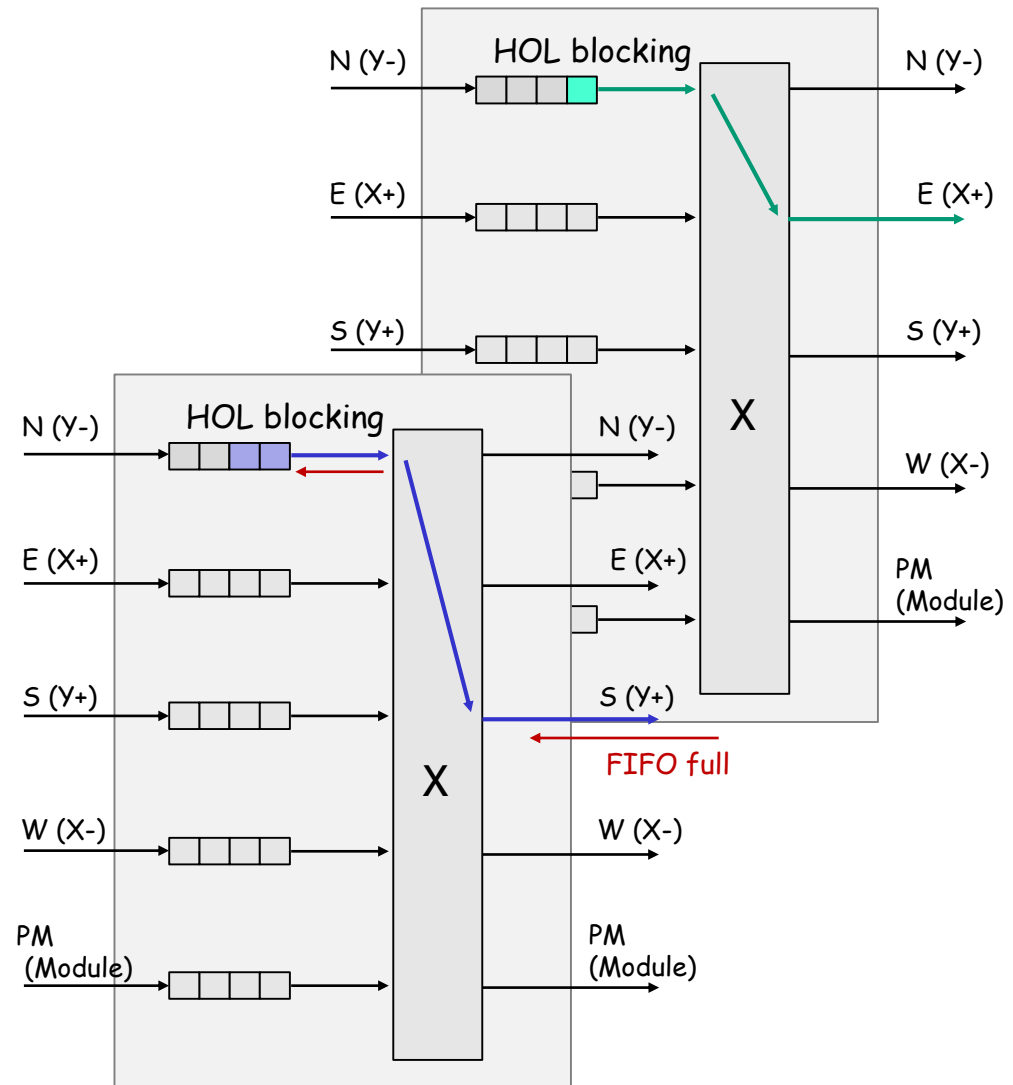 HOL blocking
N (Y-)
N (Y-)
E (X+)
E (X+)
S (Y+)
S (Y+)
X
W (X-)
PM
(Module)
HOL blocking
N (Y-)
N (Y-)
E (X+)
E (X+)
S (Y+)
S (Y+)
FIFO full
X
W (X-)
W (X-)
PM
(Module)
PM
(Module)